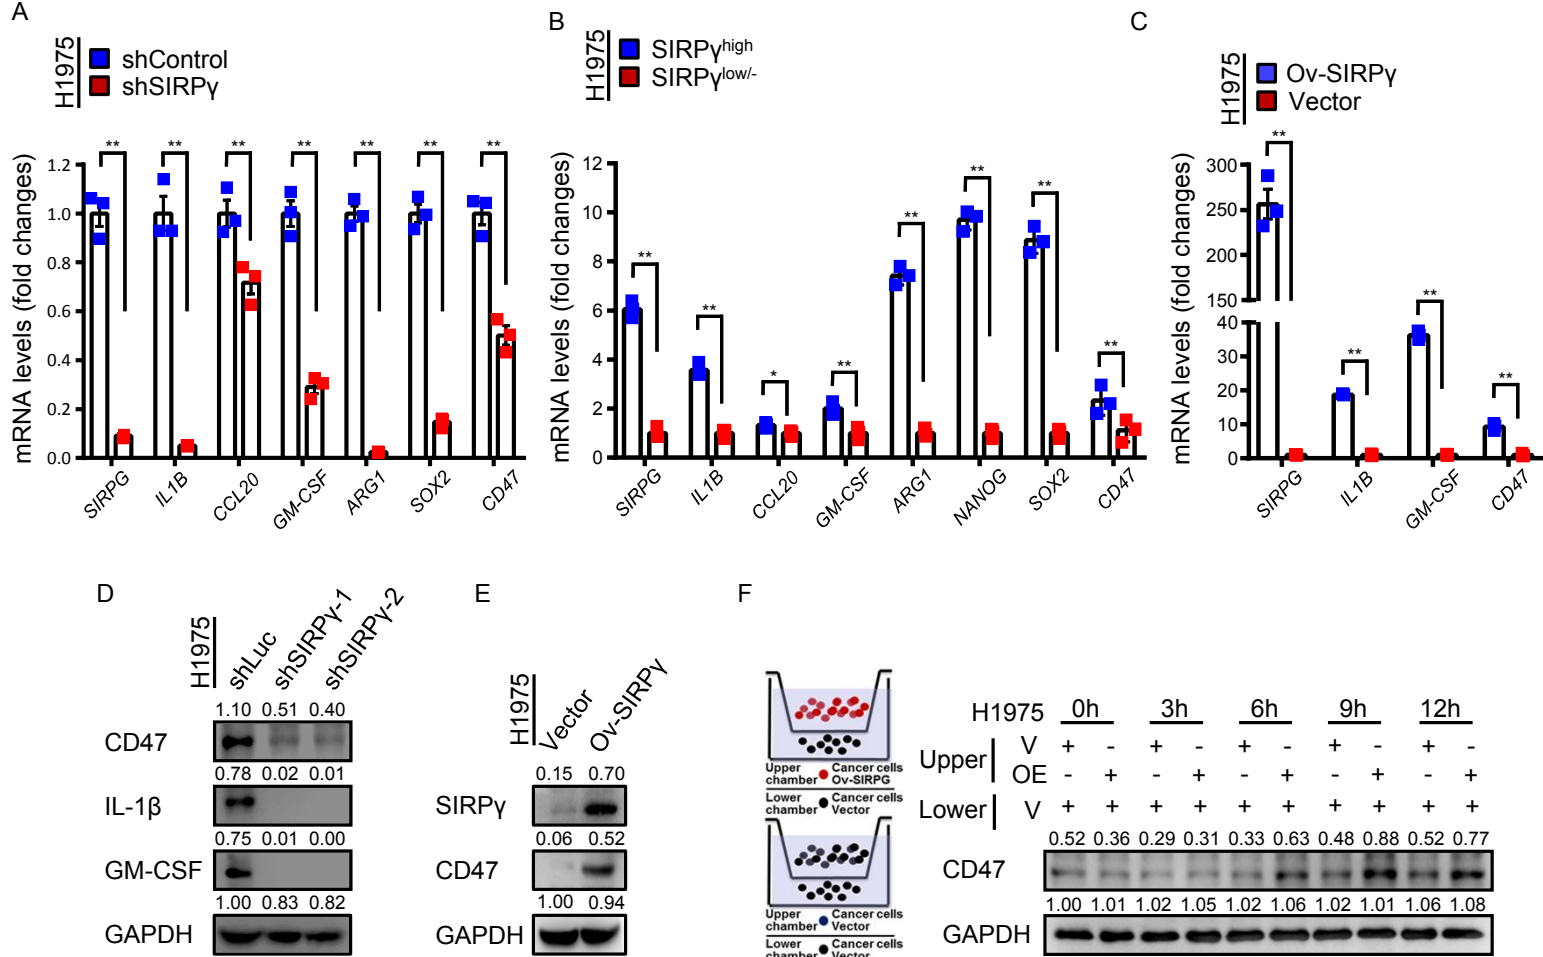 A
H1975
shControl
shSIRPγ
mRNA levels (fold changes)
1.2
1.0
0.8
0.6
0.4
0.2
0.0
** ** ** ** ** ** **
SIRPG IL1B CCL20 GM-CSF ARG1 SOX2 CD47
B
H1975
SIRPγhigh
SIRPγlow/-
mRNA levels (fold changes)
12
10
8
6
4
2
0
** ** * ** ** ** ** **
SIRPG IL1B CCL20 GM-CSF ARG1 NANOG SOX2 CD47
C
H1975
Ov-SIRPγ
Vector
mRNA levels (fold changes)
300
250
200
150
40
30
20
10
0
** ** ** **
SIRPG IL1B GM-CSF CD47
D
H1975
shLuc shSIRPγ-1 shSIRPγ-2
1.10 0.51 0.40
CD47
0.78 0.02 0.01
IL-1β
0.75 0.01 0.00
GM-CSF
1.00 0.83 0.82
GAPDH
E
H1975
Vector Ov-SIRPγ
0.15 0.70
SIRPγ
0.06 0.52
CD47
1.00 0.94
GAPDH
F
Upper chamber Cancer cells Ov-SIRPG
Lower chamber Cancer cells Vector
Upper chamber Cancer cells Vector
Lower chamber Cancer cells Vector
H1975 0h 3h 6h 9h 12h
Upper
V + - + - + - + - + -
OE - + - + - + - + - +
Lower V + + + + + + + + + +
0.52 0.36 0.29 0.31 0.33 0.63 0.48 0.88 0.52 0.77
CD47
1.00 1.01 1.02 1.05 1.02 1.06 1.02 1.01 1.06 1.08
GAPDH